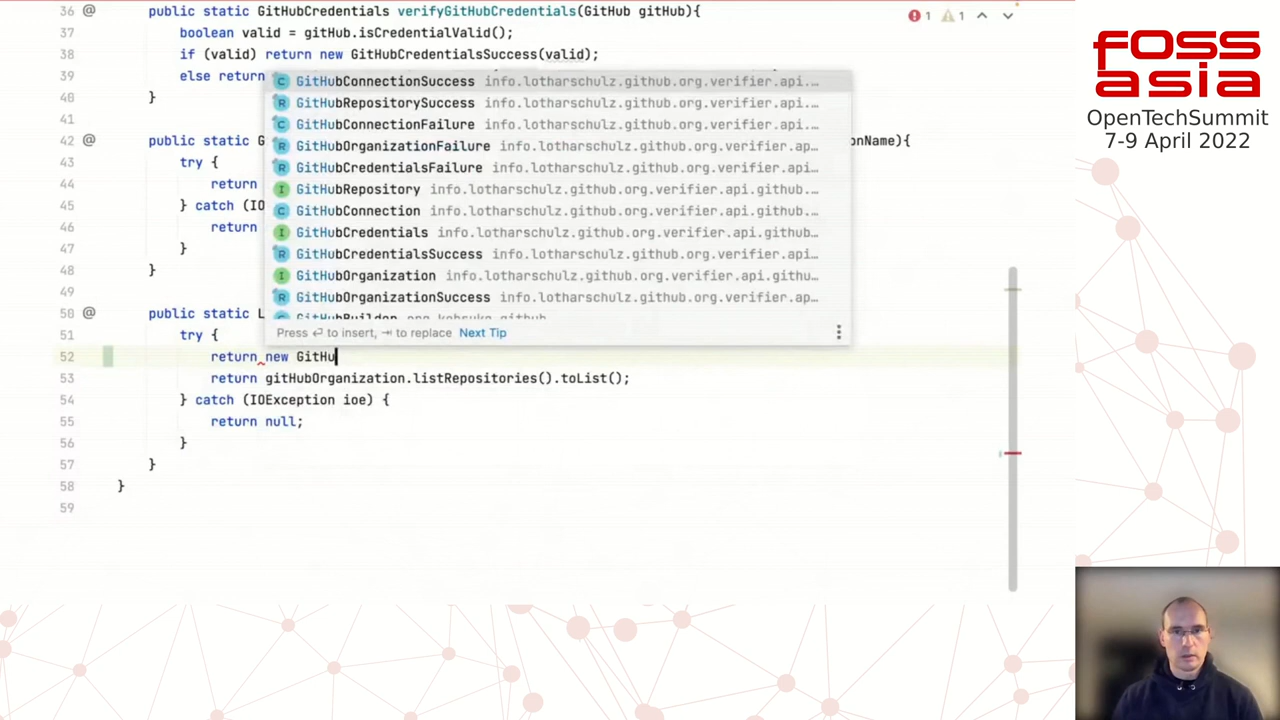 36 @ public static GitHubCredentials verifyGitHubCredentials(GitHub gitHub){
1 1
37 boolean valid = gitHub.isCredentialValid();
38 if (valid) return new GitHubCredentialsSuccess(valid);
39 else return
40 }
41
42 @ public static G onName){
43 try {
44 return
45 } catch (IO
46 return
47 }
48 }
49
50 @ public static L
51 try {
52 return new GitHu
53 return gitHubOrganization.listRepositories().toList();
54 } catch (IOException ioe) {
55 return null;
56 }
57 }
58 }
59
C GitHubConnectionSuccess info.lotharschulz.github.org.verifier.api....
R GitHubRepositorySuccess info.lotharschulz.github.org.verifier.api....
C GitHubConnectionFailure info.lotharschulz.github.org.verifier.api....
R GitHubOrganizationFailure info.lotharschulz.github.org.verifier.ap...
R GitHubCredentialsFailure info.lotharschulz.github.org.verifier.api...
I GitHubRepository info.lotharschulz.github.org.verifier.api.github...
C GitHubConnection info.lotharschulz.github.org.verifier.api.github....
I GitHubCredentials info.lotharschulz.github.org.verifier.api.github...
R GitHubCredentialsSuccess info.lotharschulz.github.org.verifier.api...
I GitHubOrganization info.lotharschulz.github.org.verifier.api.githu...
R GitHubOrganizationSuccess info.lotharschulz.github.org.verifier.ap...
GitHubBuilder org.kohsuke.github
Press ⏎ to insert, ⇥ to replace Next Tip
FOSS
asia
OpenTechSummit
7-9 April 2022